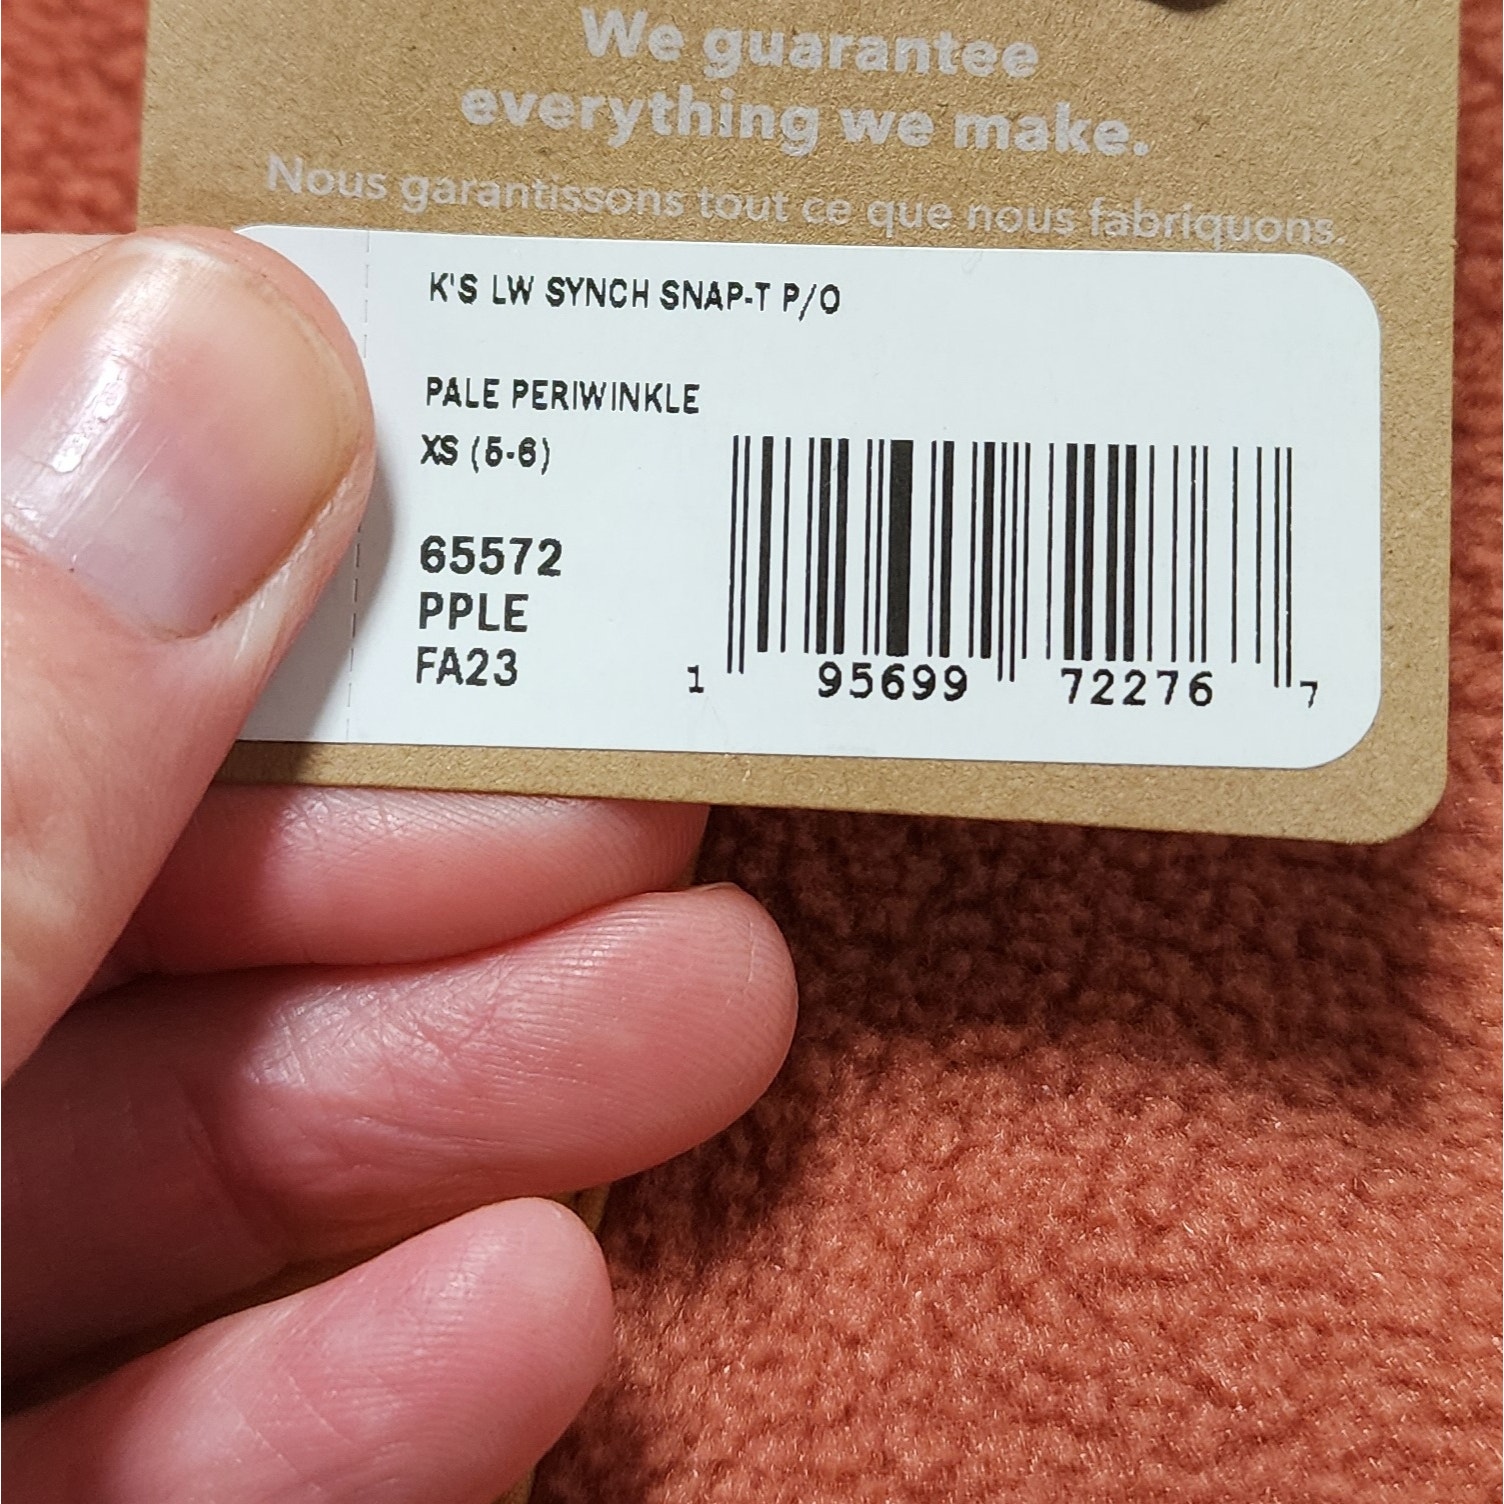 We guarantee
everything we make.
Nous garantissons tout ce que nous fabriquons.
K'S LW SYNCH SNAP-T P/O
PALE PERIWINKLE
XS (5-6)
65572
PPLE
FA23
1 95699 72276 7